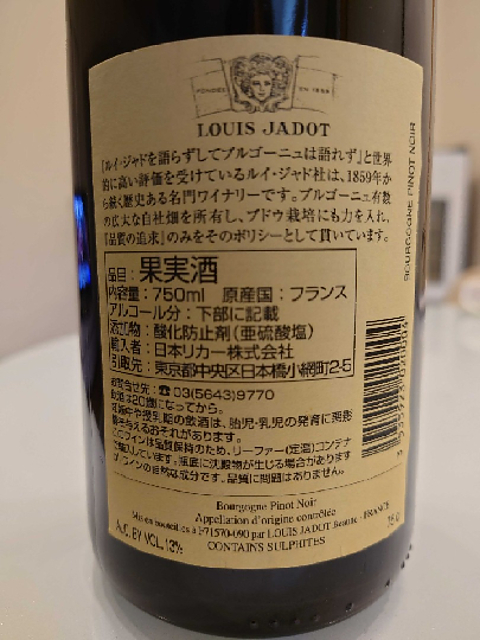 FONDÉE EN 1859
LOUIS JADOT
「ルイ・ジャドを語らずしてブルゴーニュは語れず」と世界
的に高い評価を受けているルイ・ジャド社は、1859年か
ら続く歴史ある名門ワイナリーです。ブルゴーニュ有数
の広大な自社畑を所有し、ブドウ栽培にも力を入れ、
『品質の追求』のみをそのポリシーとして貫いています。
品目：果実酒
内容量：750ml 原産国：フランス
アルコール分：下部に記載
添加物：酸化防止剤（亜硫酸塩）
輸入者：日本リカー株式会社
引取先：東京都中央区日本橋小網町2-5
お問合せ先：☎03(5643)9770
飲酒は20歳になってから。
妊娠中や授乳期の飲酒は、胎児・乳児の発育に悪影
響を与えるおそれがあります。
このワインは品質保持のため、リーファー(定温)コンテナ
で輸入しています。瓶底に沈殿物が生じる場合があります
が、ワインの自然な成分です。品質に問題はありません。
Bourgogne Pinot Noir
Appellation d'origine contrôlée
Mis en bouteille à F-71570-090 par LOUIS JADOT Beaune - FRANCE
ALC. BY VOL. 13%
CONTAINS SULPHITES
BOURGOGNE PINOT NOIR